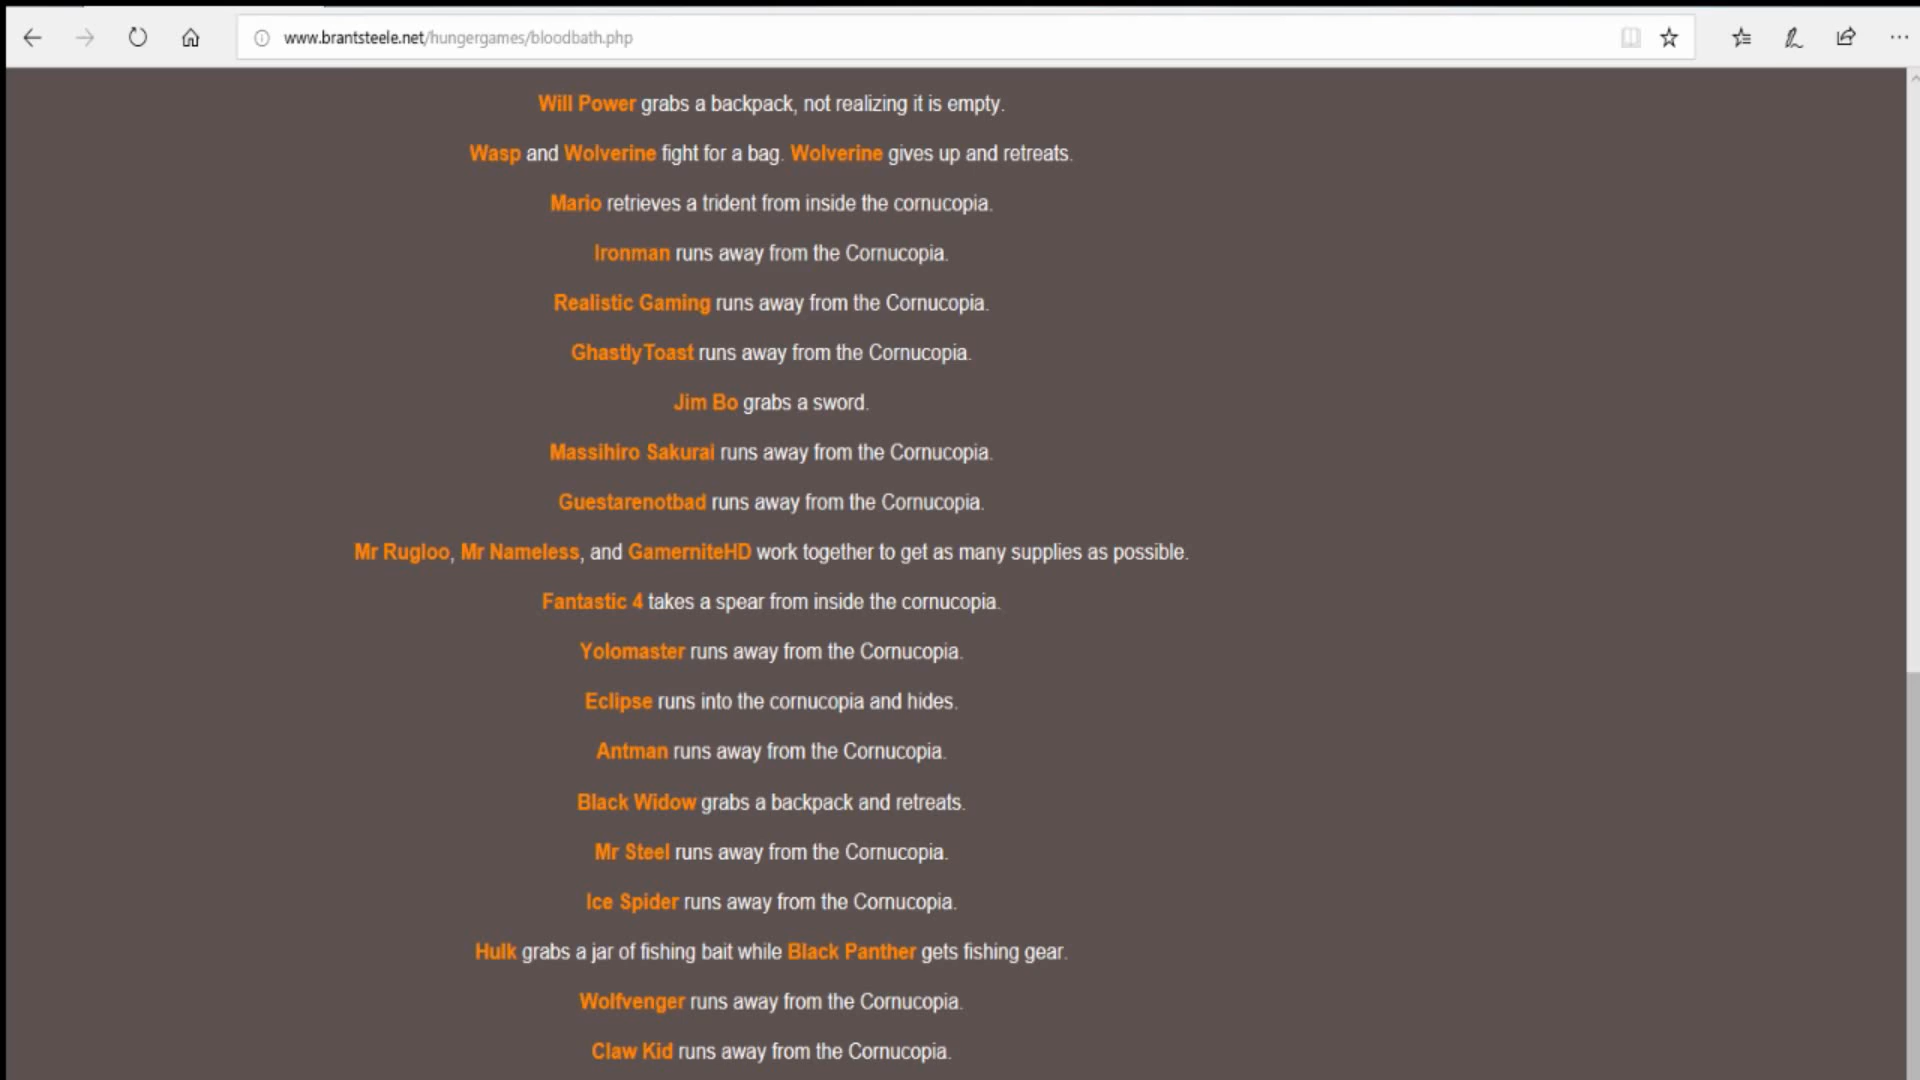 www.brantsteele.net/hungergames/bloodbath.php
Will Power grabs a backpack, not realizing it is empty.
Wasp and Wolverine fight for a bag. Wolverine gives up and retreats.
Mario retrieves a trident from inside the cornucopia.
Ironman runs away from the Cornucopia.
Realistic Gaming runs away from the Cornucopia.
GhastlyToast runs away from the Cornucopia.
Jim Bo grabs a sword.
Massihiro Sakurai runs away from the Cornucopia.
Guestarenotbad runs away from the Cornucopia.
Mr Rugloo, Mr Nameless, and GamerniteHD work together to get as many supplies as possible.
Fantastic 4 takes a spear from inside the cornucopia.
Yolomaster runs away from the Cornucopia.
Eclipse runs into the cornucopia and hides.
Antman runs away from the Cornucopia.
Black Widow grabs a backpack and retreats.
Mr Steel runs away from the Cornucopia.
Ice Spider runs away from the Cornucopia.
Hulk grabs a jar of fishing bait while Black Panther gets fishing gear.
Wolfvenger runs away from the Cornucopia.
Claw Kid runs away from the Cornucopia.